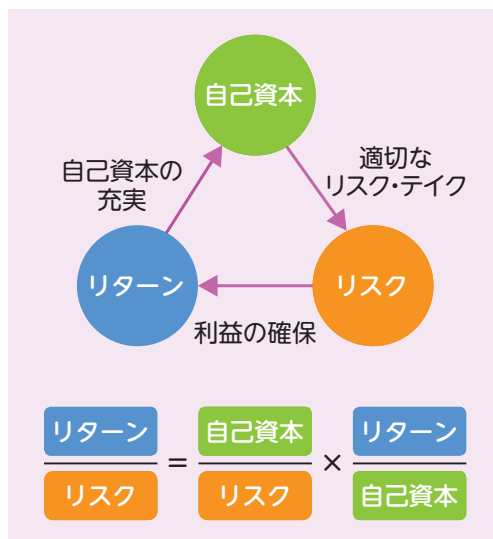 自己資本
自己資本の
充実
適切な
リスク・テイク
リターン
リスク
利益の確保
リターン
リスク
=
自己資本
リスク
×
リターン
自己資本